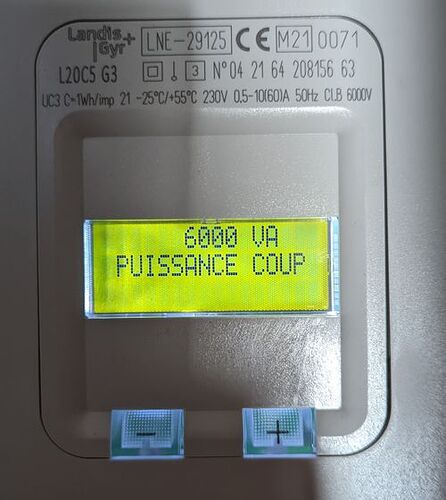 Landis+ LNE-29125 CE M21 0071
|Gyr
L20C5 G3 3 N°04 21 64 208156 63
UC3 C=1Wh/imp 21 -25°C/+55°C 230V 0,5-10(60)A 50Hz Cl.B 6000V
6000 VA
PUISSANCE COUP
- +